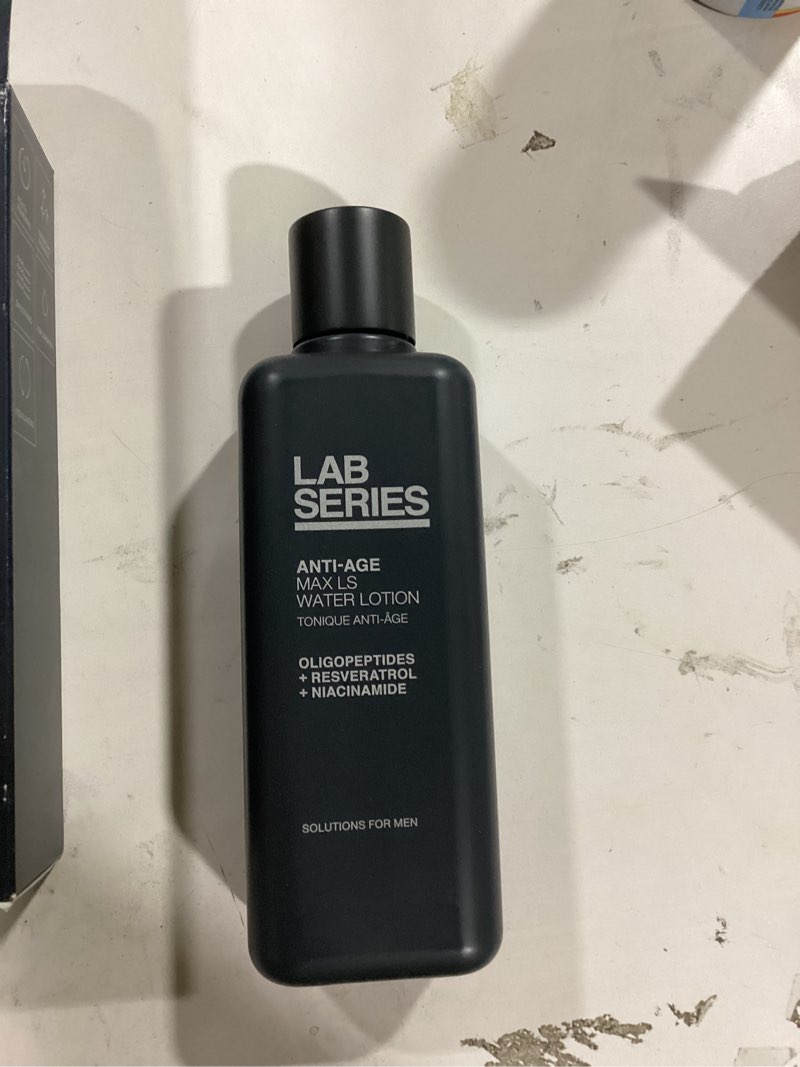 LAB
SERIES
ANTI-AGE
MAX LS
WATER LOTION
TONIQUE ANTI-ÂGE
OLIGOPEPTIDES
+ RESVERATROL
+ NIACINAMIDE
SOLUTIONS FOR MEN